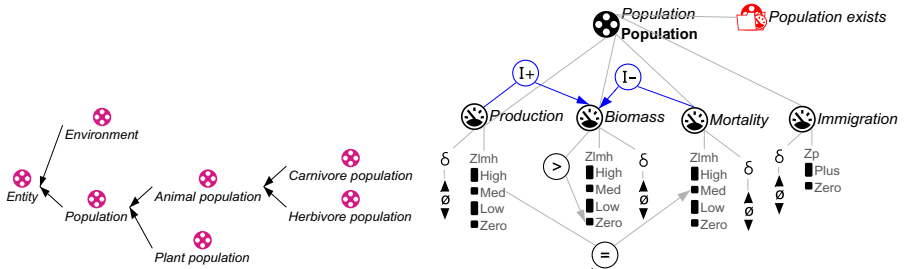 Environment
Entity
Population
Animal population
Carnivore population
Herbivore population
Plant population
Population
Population
Population exists
I+
I−
Production
Biomass
Mortality
Immigration
Zlmh
High
Med
Low
Zero
δ
ø
>
Zlmh
High
Med
Low
Zero
δ
ø
Zlmh
High
Med
Low
Zero
δ
ø
δ
ø
Zp
Plus
Zero
=